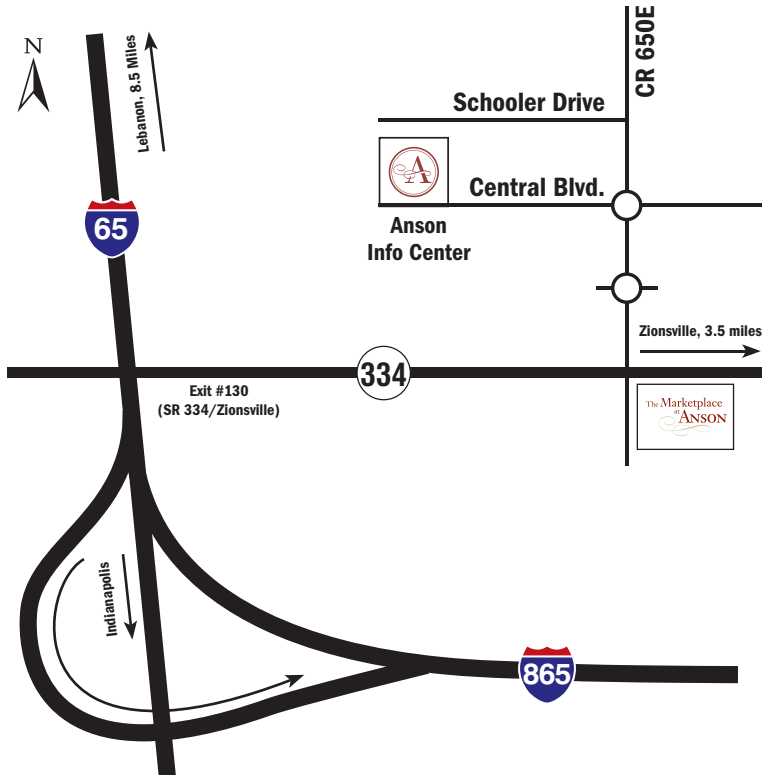 N
Lebanon, 8.5 Miles
CR 650E
Schooler Drive
A
Central Blvd.
65
Anson
Info Center
Zionsville, 3.5 miles
334
Exit #130
(SR 334/Zionsville)
The Marketplace
at ANSON
Indianapolis
865